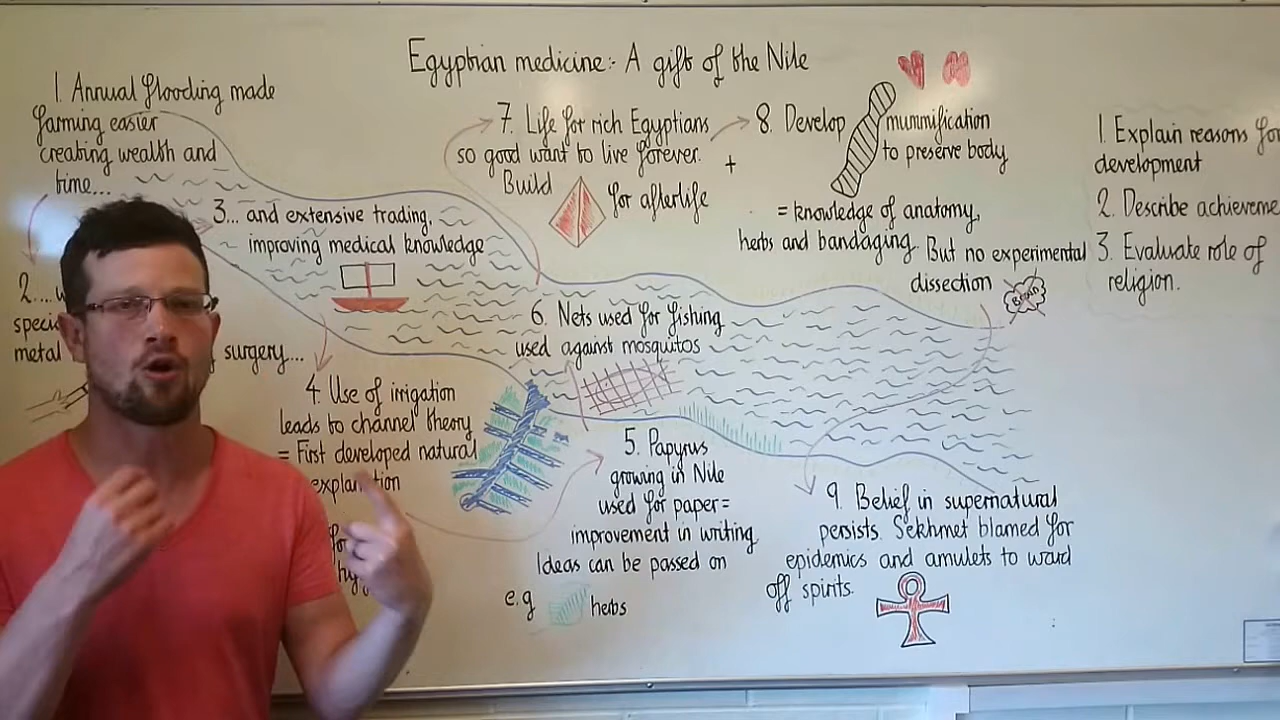 Egyptian medicine:- A gift of the Nile
1. Annual flooding made
farming easier
creating wealth and
time...
2....
metal surgery...
3... and extensive trading,
improving medical knowledge
4. Use of irrigation
leads to channel theory
= First developed natural
explanation
5. Papyrus
growing in Nile
used for paper=
improvement in writing
Ideas can be passed on
e.g herbs
6. Nets used for fishing
used against mosquitos
7. Life for rich Egyptians
so good want to live forever.
Build for afterlife
+
8. Develop mummification
to preserve body
= knowledge of anatomy,
herbs and bandaging. But no experimental
dissection
Brain
9. Belief in supernatural
persists. Sekhmet blamed for
epidemics and amulets to ward
off spirits.
1. Explain reasons
development
2. Describe
3. Evaluate role of
religion.